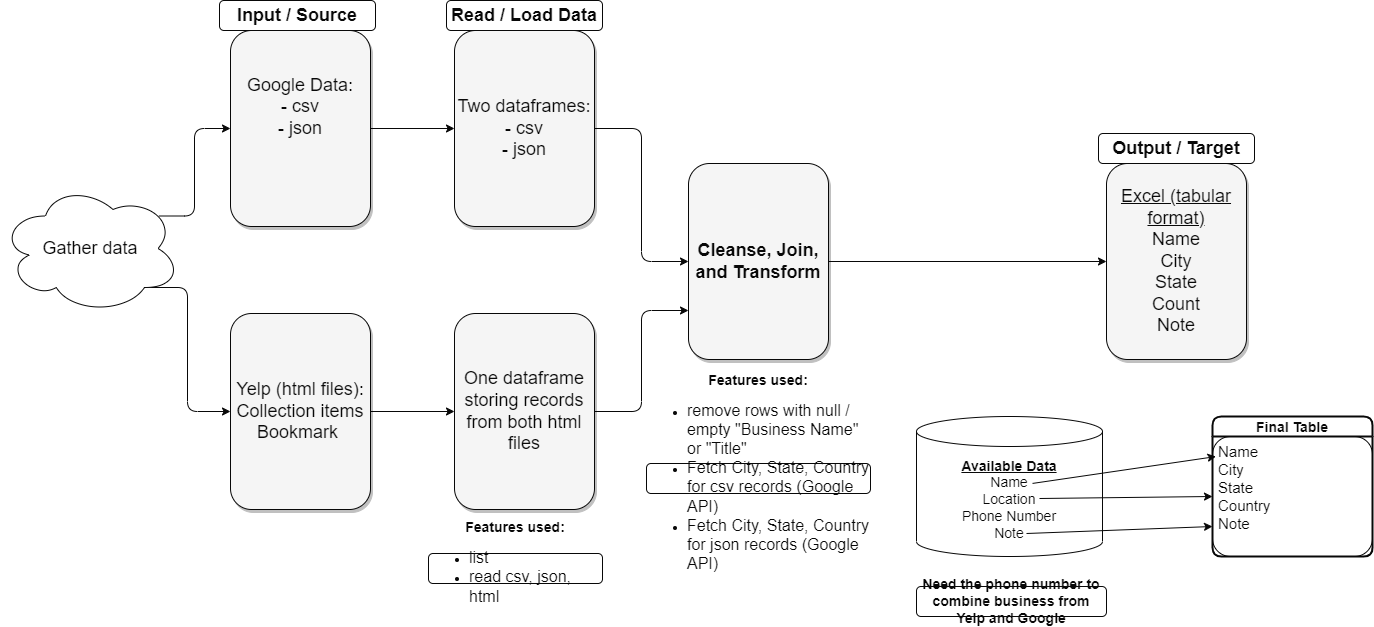 Input / Source
Read / Load Data
Google Data:
- csv
- json
Two dataframes:
- csv
- json
Gather data
Output / Target
Excel (tabular
format)
Name
City
State
Count
Note
Cleanse, Join,
and Transform
Yelp (html files):
Collection items
Bookmark
One dataframe
storing records
from both html
files
Features used:
• list
• read csv, json,
html
Features used:
• remove rows with null /
empty "Business Name"
or "Title"
• Fetch City, State, Country
for csv records (Google
API)
• Fetch City, State, Country
for json records (Google
API)
Available Data
Name
Location
Phone Number
Note
Final Table
Name
City
State
Country
Note
Need the phone number to
combine business from
Yelp and Google